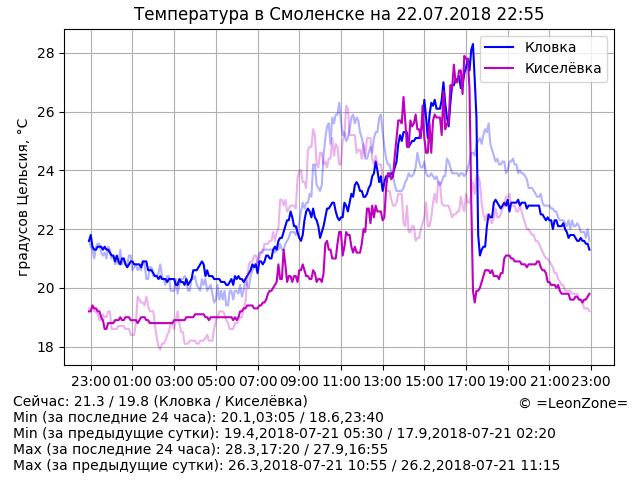 Температура в Смоленске на 22.07.2018 22:55
градусов Цельсия, °C
28
26
24
22
20
18
Кловка
Киселёвка
23:00 01:00 03:00 05:00 07:00 09:00 11:00 13:00 15:00 17:00 19:00 21:00 23:00
Сейчас: 21.3 / 19.8 (Кловка / Киселёвка)
© =LeonZone=
Min (за последние 24 часа): 20.1,03:05 / 18.6,23:40
Min (за предыдущие сутки): 19.4,2018-07-21 05:30 / 17.9,2018-07-21 02:20
Max (за последние 24 часа): 28.3,17:20 / 27.9,16:55
Max (за предыдущие сутки): 26.3,2018-07-21 10:55 / 26.2,2018-07-21 11:15